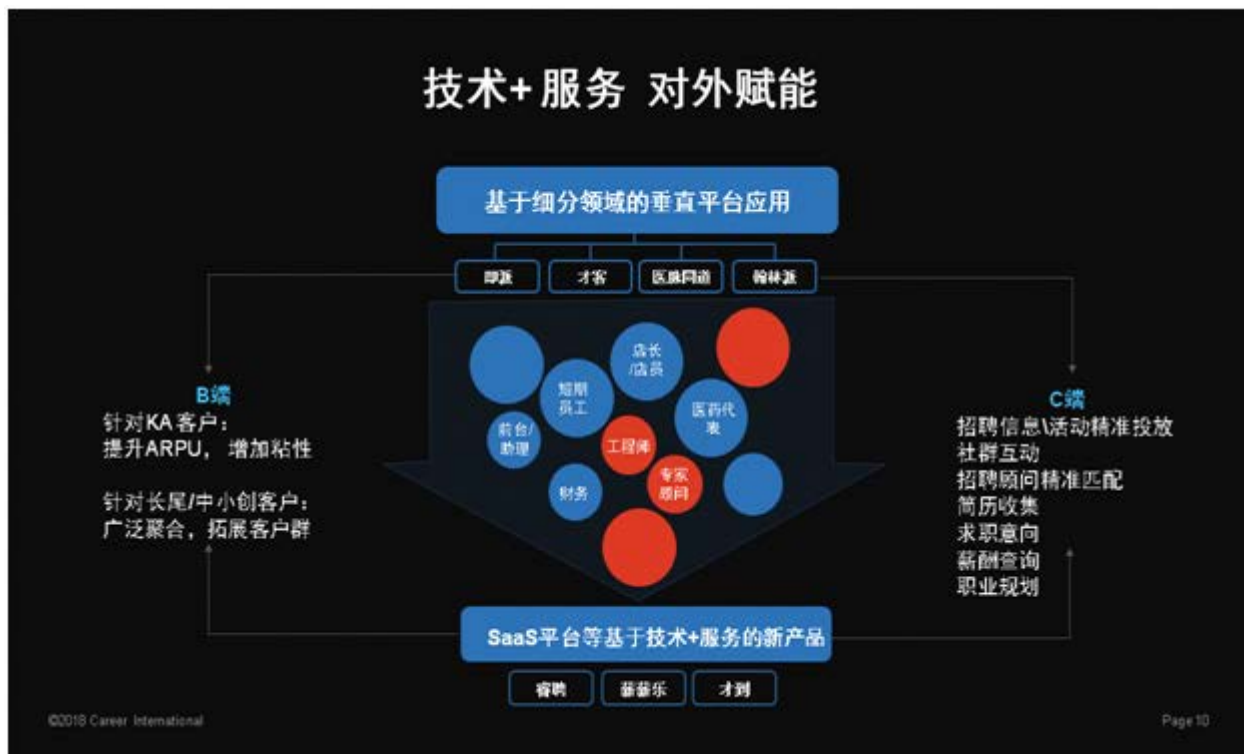 技术+服务 对外赋能
基于细分领域的垂直平台应用
即派
才客
医脉同道
翰林派
店长
/店员
短期
员工
医药代
表
前台/
助理
工程师
专家
顾问
财务
B端
针对KA客户：
提升ARPU， 增加粘性
针对长尾/中小创客户：
广泛聚合，拓展客户群
C端
招聘信息\活动精准投放
社群互动
招聘顾问精准匹配
简历收集
求职意向
薪酬查询
职业规划
SaaS平台等基于技术+服务的新产品
睿聘
薪薪乐
才到
©2018 Career International
Page 10